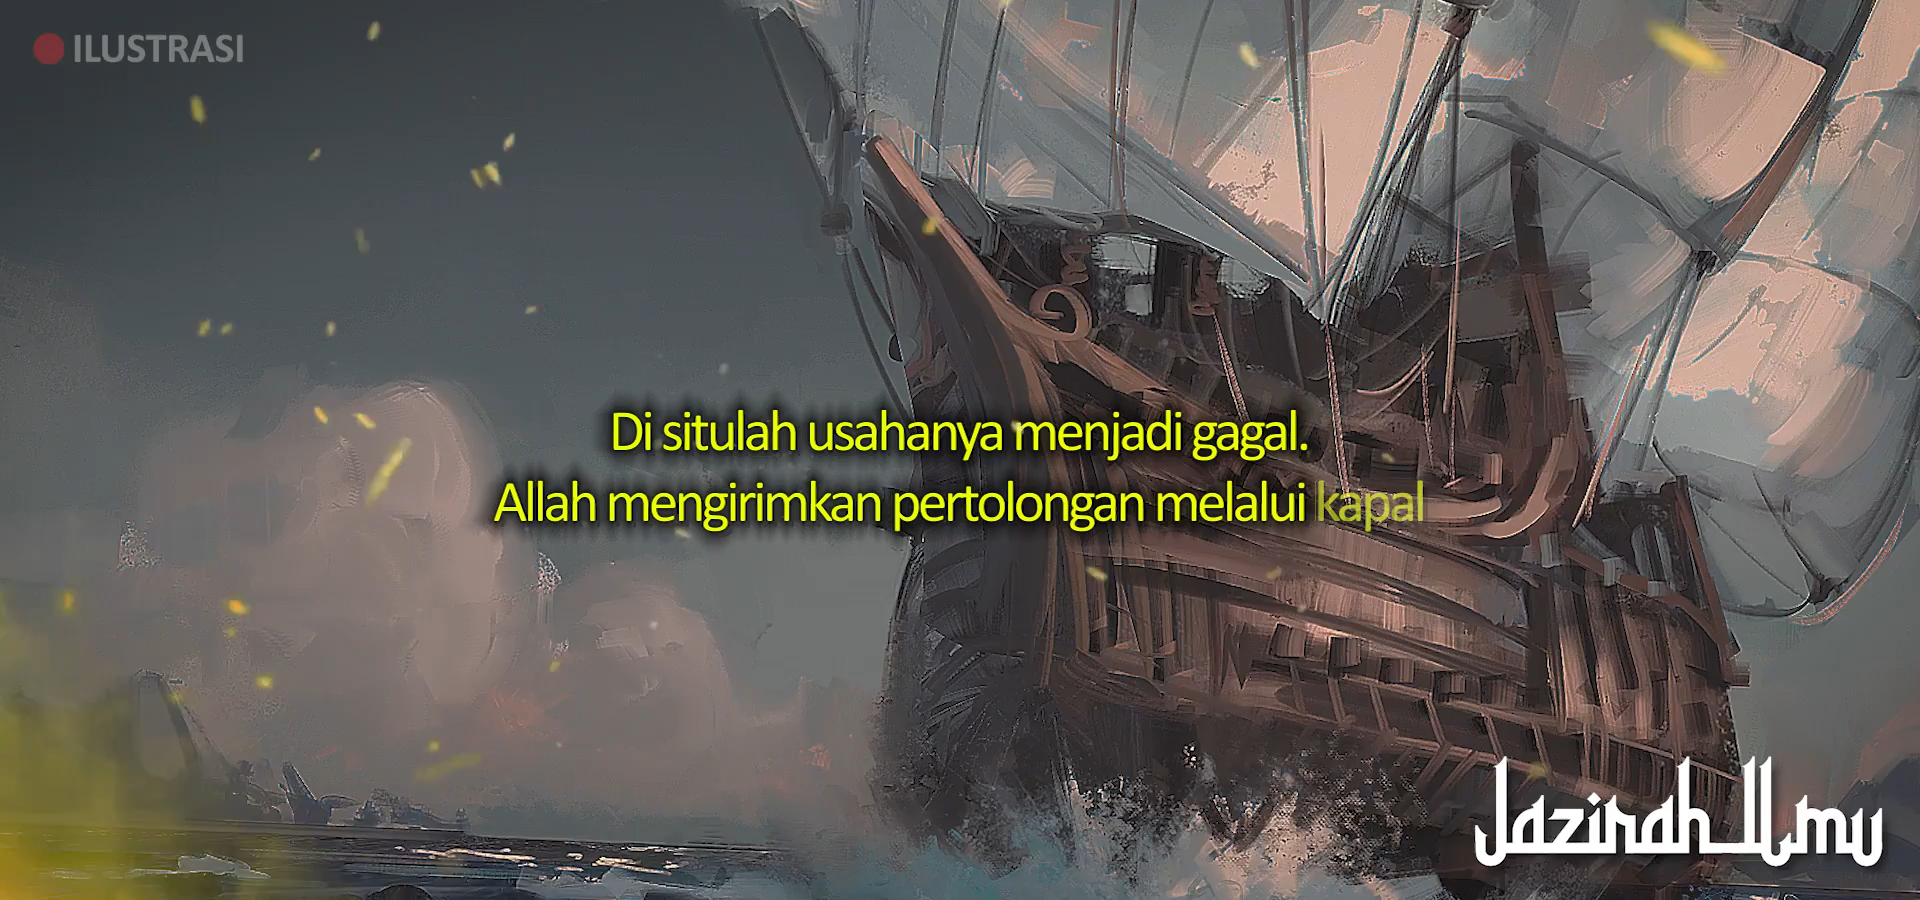 ILUSTRASI
Di situlah usahanya menjadi gagal.
Allah mengirimkan pertolongan melalui kapal
Jazirah Ilmu